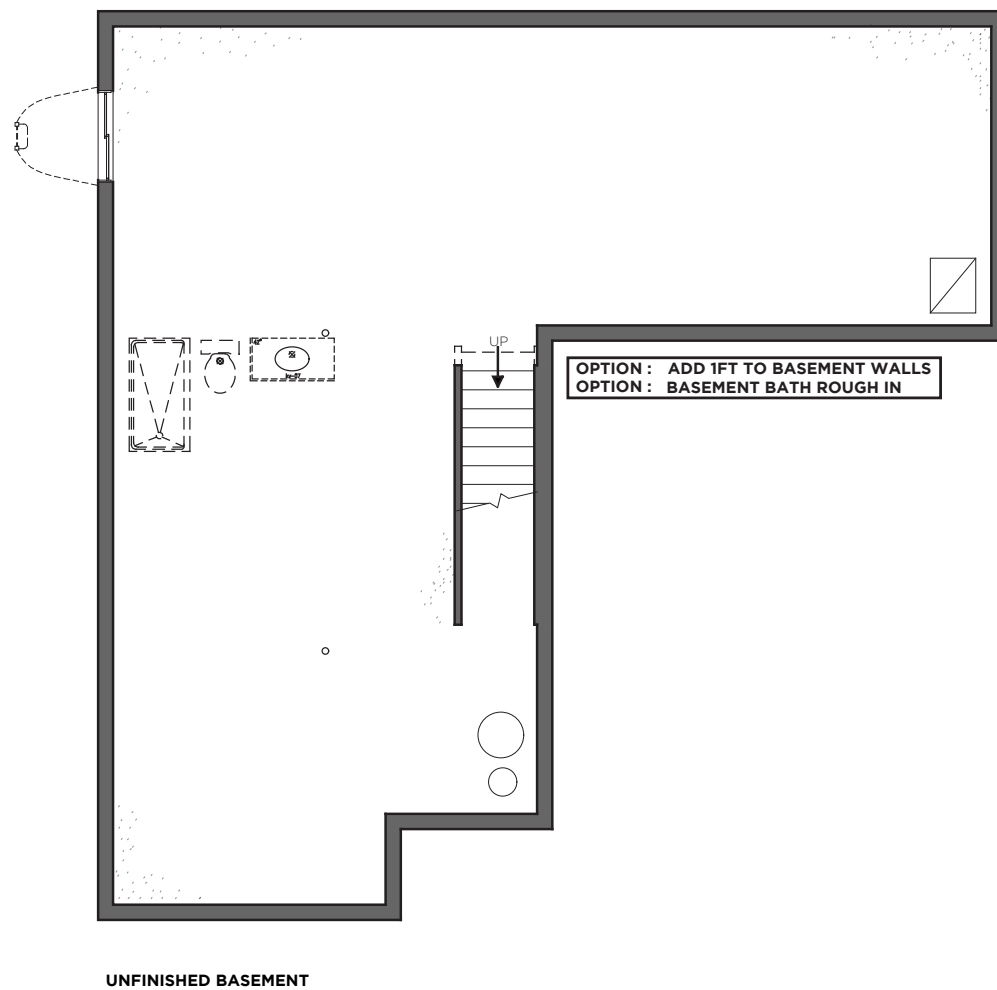 UP
OPTION : ADD 1FT TO BASEMENT WALLS
OPTION : BASEMENT BATH ROUGH IN
UNFINISHED BASEMENT